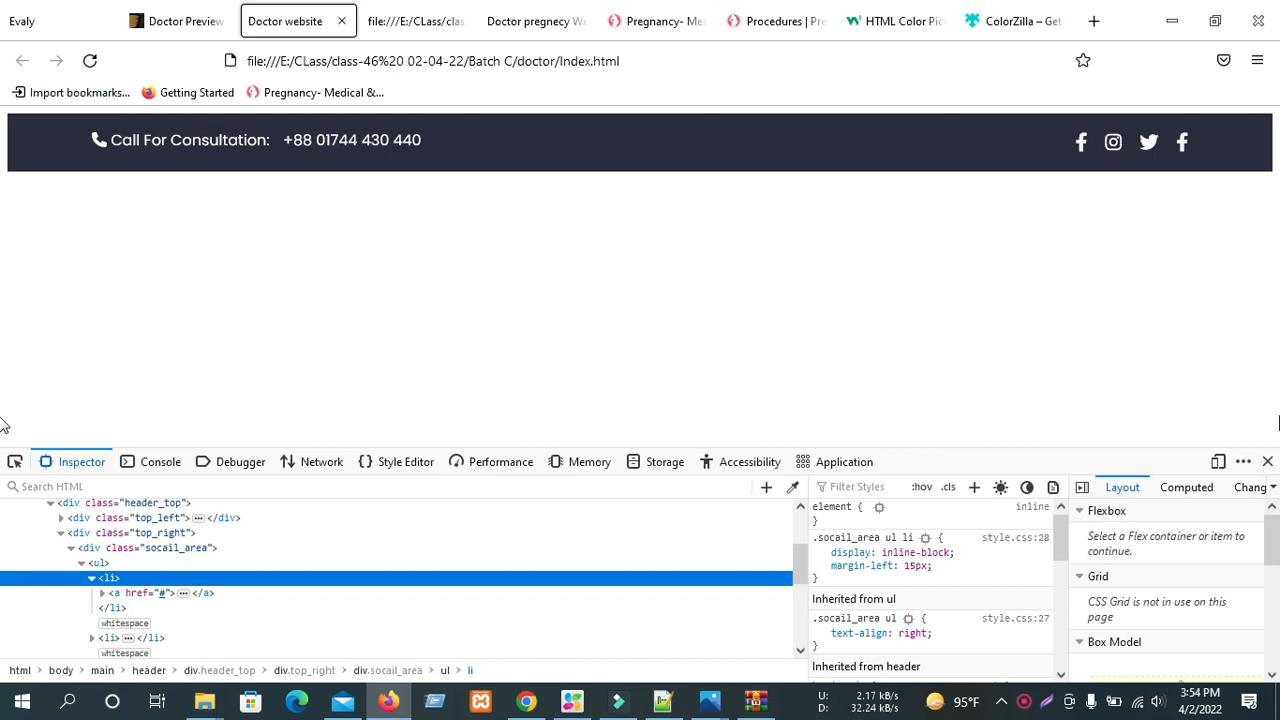 Evaly
Doctor Preview
Doctor website
file:///E:/CLass/clas
Doctor pregnecy We
Pregnancy- Me
Procedures | Pr
HTML Color Pic
ColorZilla – Get
file:///E:/CLass/class-46%20 02-04-22/Batch C/doctor/Index.html
Import bookmarks...
Getting Started
Pregnancy- Medical &...
Call For Consultation: +88 01744 430 440
Inspector
Console
Debugger
Network
Style Editor
Performance
Memory
Storage
Accessibility
Application
Search HTML
Filter Styles
:hov
.cls
Layout
Computed
Chang
<div class="header_top">
<div class="top_left"> </div>
<div class="top_right">
<div class="socail_area">
<ul>
<li>
<a href="#"> </a>
</li>
whitespace
<li> </li>
whitespace
element {
inline
}
.socail_area ul li {
style.css:28
display: inline-block;
margin-left: 15px;
}
Inherited from ul
.socail_area ul {
style.css:27
text-align: right;
}
Inherited from header
Flexbox
Select a Flex container or item to
continue.
Grid
CSS Grid is not in use on this
page
Box Model
html
body
main
header
div.header_top
div.top_right
div.socail_area
ul
li
U: 2.17 kB/s
D: 32.24 kB/s
95°F
3:54 PM
4/2/2022